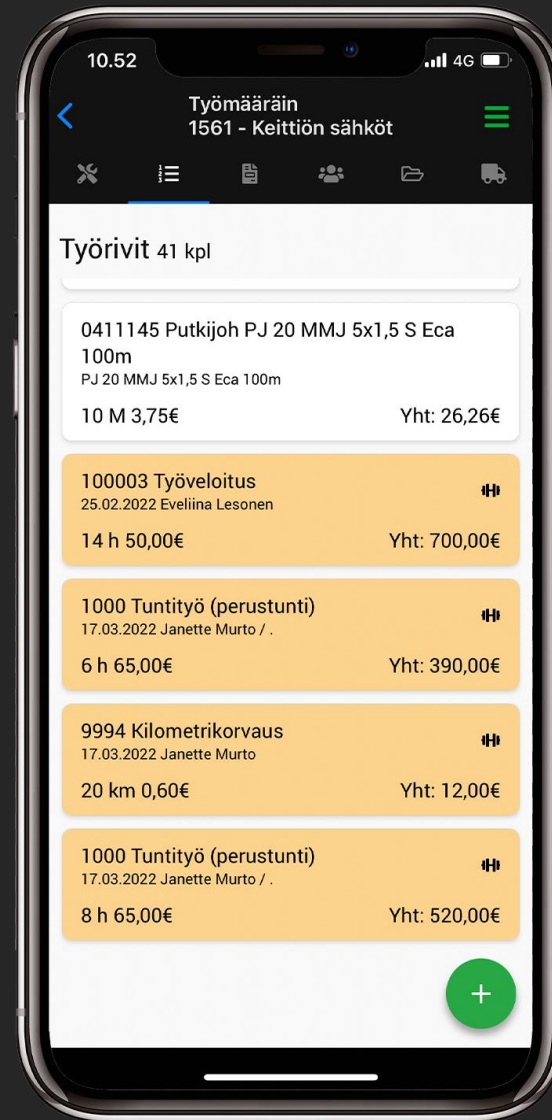 10.52
4G
Työmääräin
1561 - Keittiön sähköt
Työrivit 41 kpl
0411145 Putkijoh PJ 20 MMJ 5x1,5 S Eca
100m
PJ 20 MMJ 5x1,5 S Eca 100m
10 M 3,75€ Yht: 26,26€
100003 Työveloitus
25.02.2022 Eveliina Lesonen
14 h 50,00€ Yht: 700,00€
1000 Tuntityö (perustunti)
17.03.2022 Janette Murto / .
6 h 65,00€ Yht: 390,00€
9994 Kilometrikorvaus
17.03.2022 Janette Murto
20 km 0,60€ Yht: 12,00€
1000 Tuntityö (perustunti)
17.03.2022 Janette Murto / .
8 h 65,00€ Yht: 520,00€
+